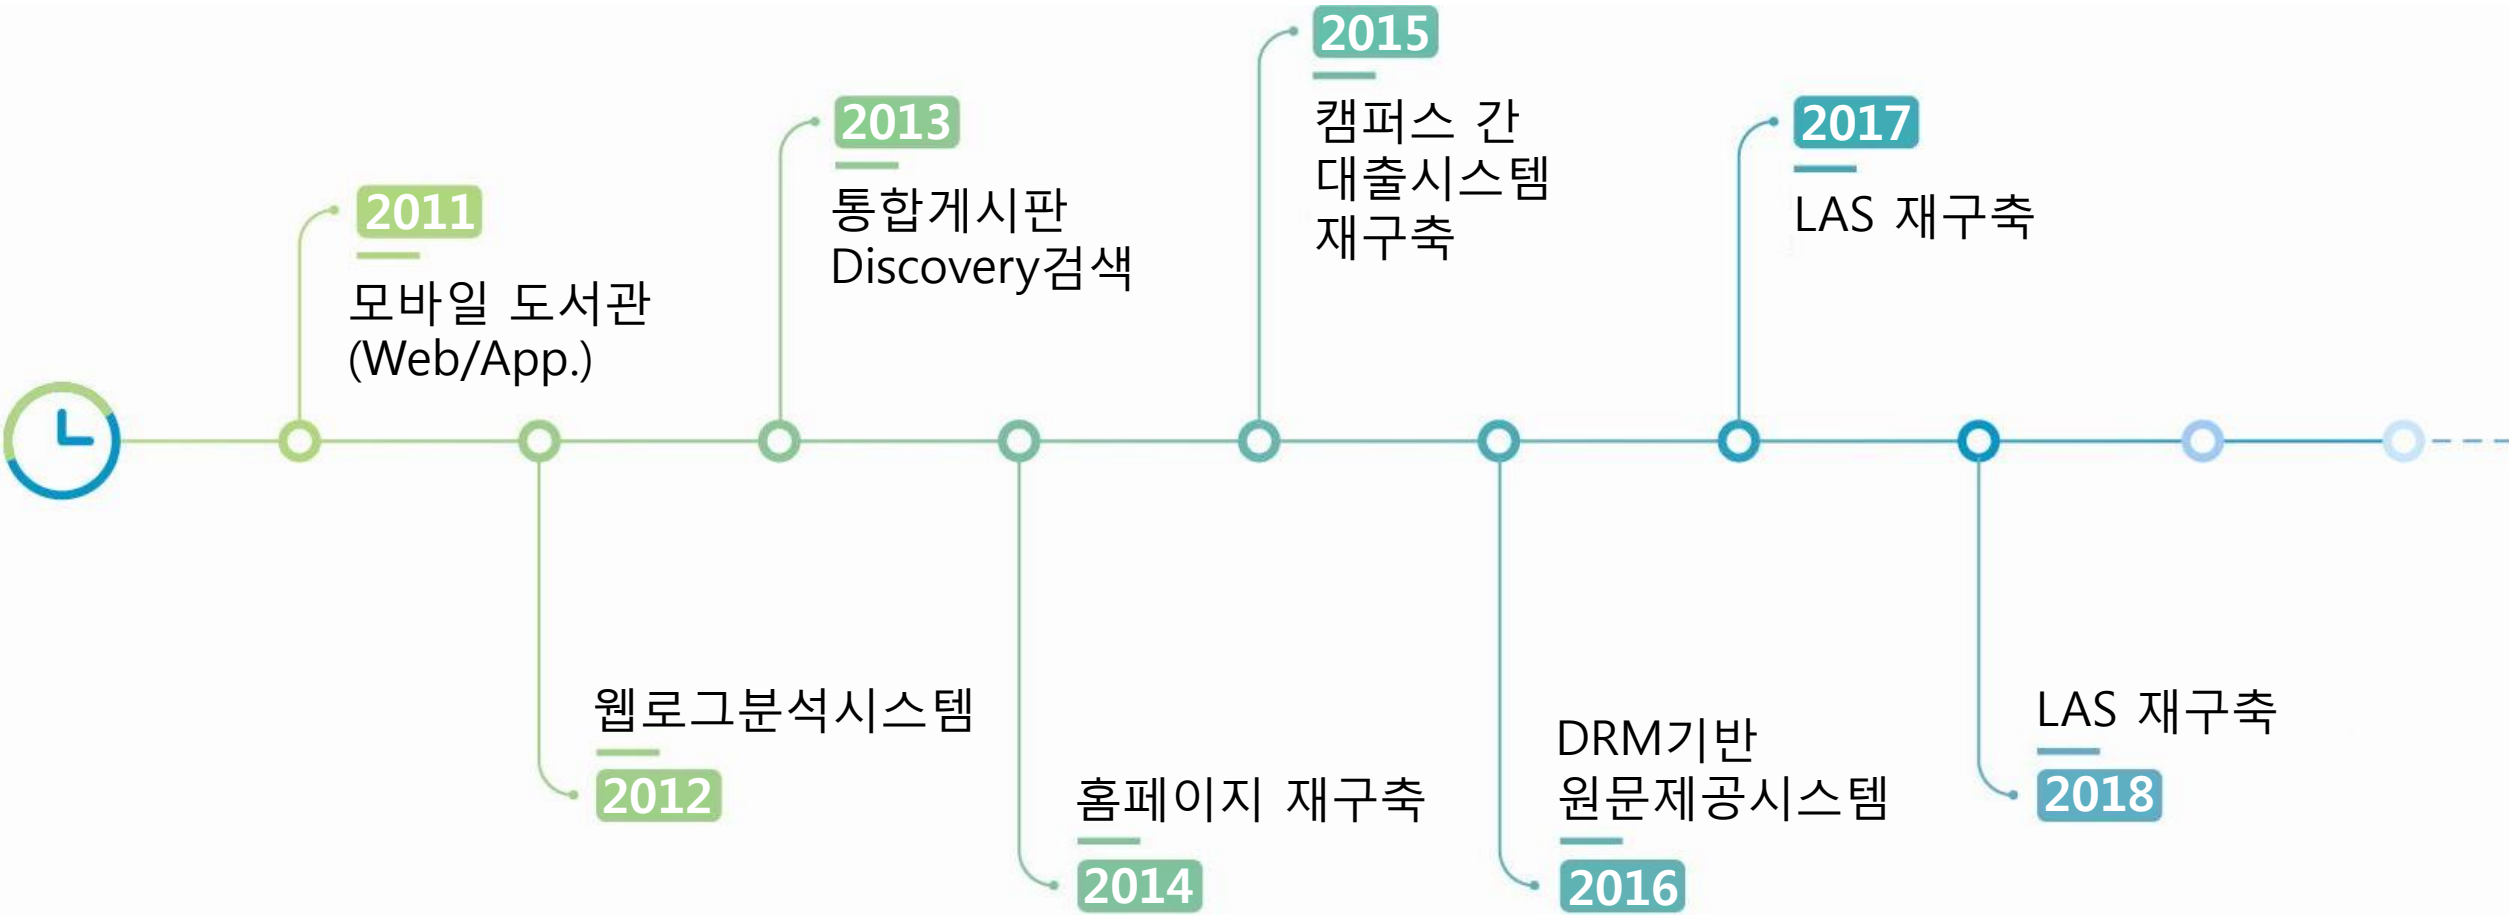 2011
모바일 도서관
(Web/App.)
웹로그분석시스템
2012
2013
통합게시판
Discovery검색
홈페이지 재구축
2014
2015
캠퍼스 간
대출시스템
재구축
DRM기반
원문제공시스템
2016
2017
LAS 재구축
LAS 재구축
2018